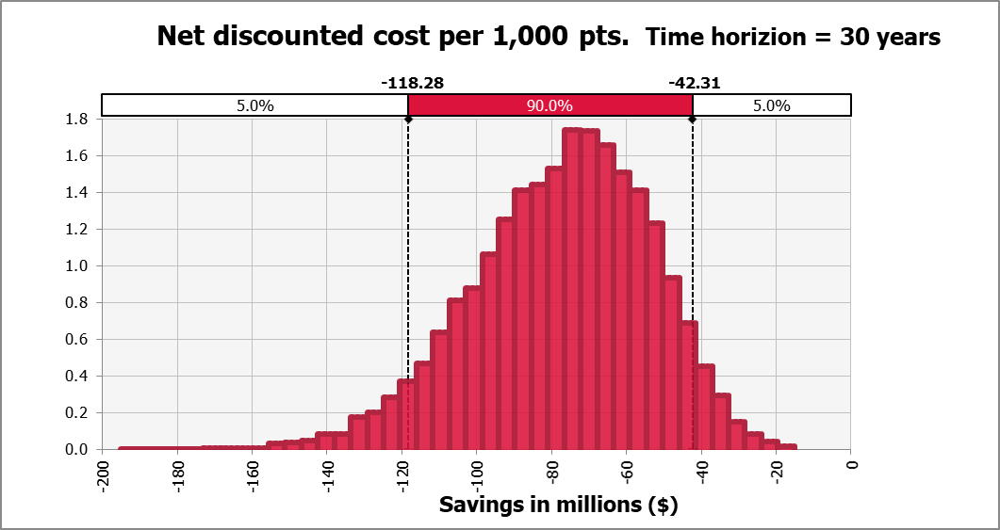 Net discounted cost per 1,000 pts. Time horizion = 30 years
-118.28 -42.31
5.0% 90.0% 5.0%
1.8
1.6
1.4
1.2
1.0
0.8
0.6
0.4
0.2
0.0
-200 -180 -160 -140 -120 -100 -80 -60 -40 -20 0
Savings in millions ($)